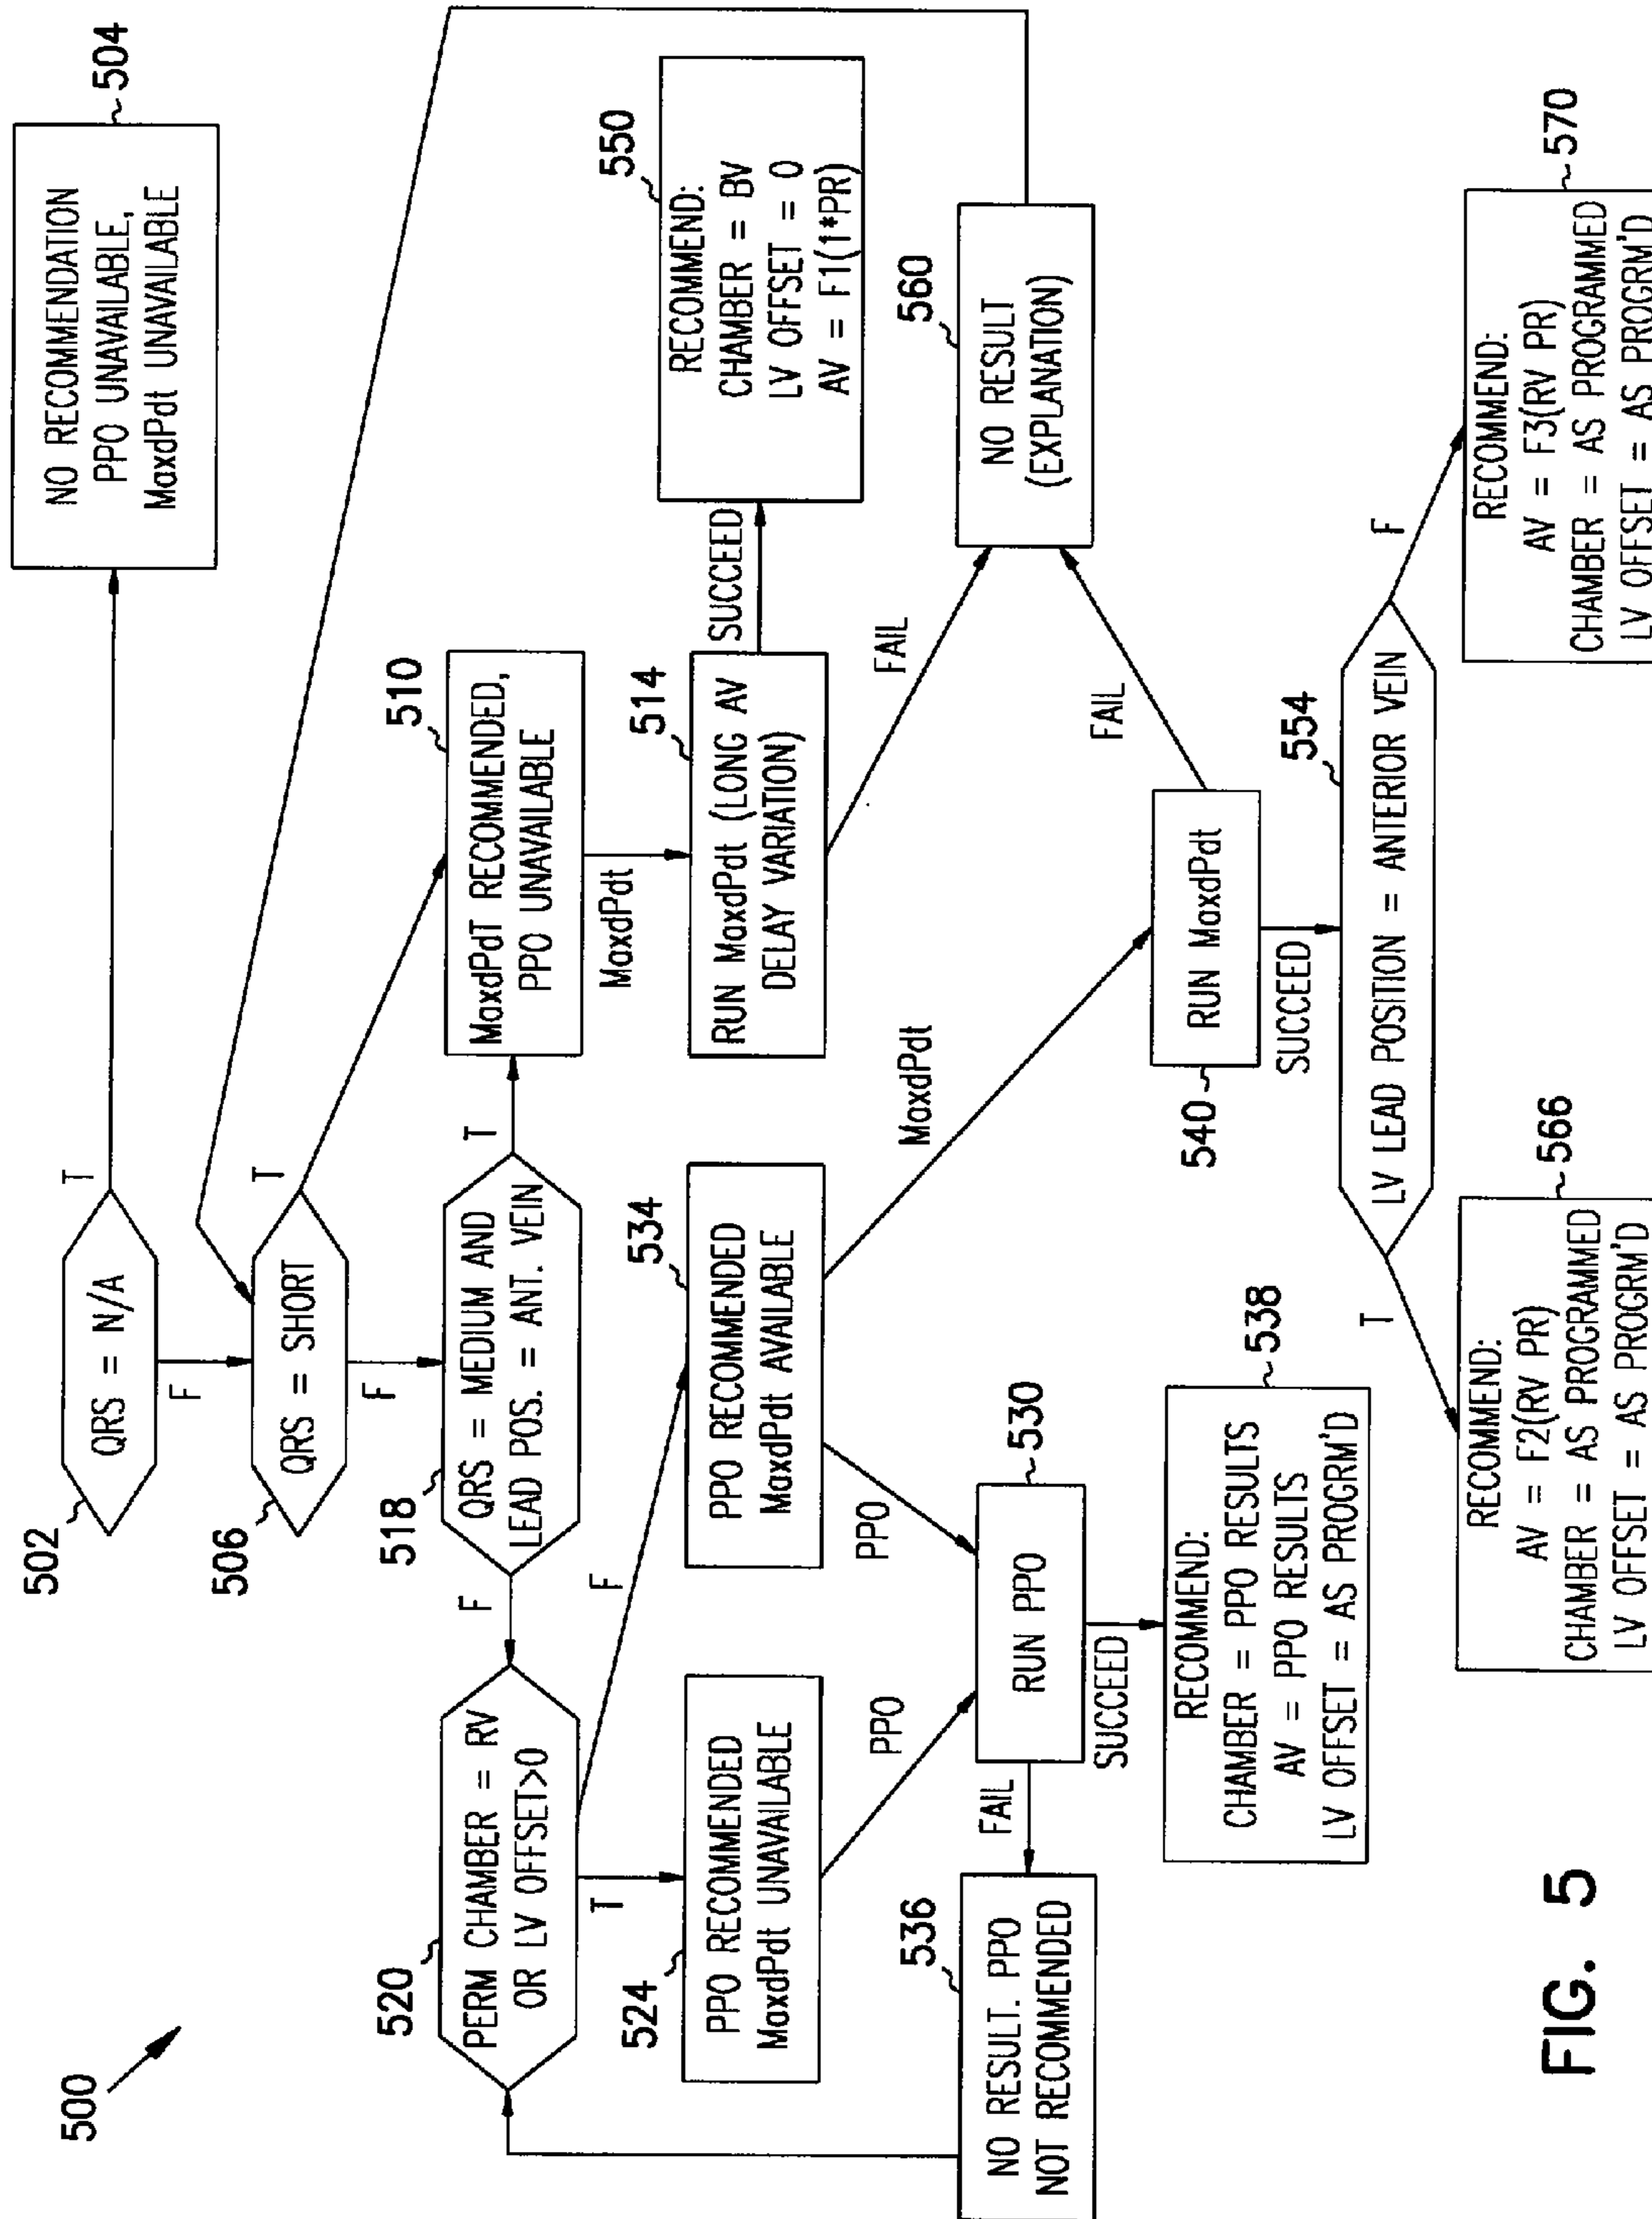 500
502
QRS = N/A
T
F
504
NO RECOMMENDATION
PPO UNAVAILABLE,
MaxdPdt UNAVAILABLE
506
QRS = SHORT
T
F
518
QRS = MEDIUM AND
LEAD POS. = ANT. VEIN
T
F
510
MaxdPdT RECOMMENDED,
PPO UNAVAILABLE
MaxdPdt
514
RUN MaxdPdt (LONG AV
DELAY VARIATION)
SUCCEED
FAIL
550
RECOMMEND:
CHAMBER = BV
LV OFFSET = 0
AV = F1(1*PR)
560
NO RESULT
(EXPLANATION)
520
PERM CHAMBER = RV
OR LV OFFSET>0
T
F
524
PPO RECOMMENDED
MaxdPdt UNAVAILABLE
PPO
534
PPO RECOMMENDED
MaxdPdt AVAILABLE
PPO
MaxdPdt
530
RUN PPO
FAIL
SUCCEED
536
NO RESULT. PPO
NOT RECOMMENDED
538
RECOMMEND:
CHAMBER = PPO RESULTS
AV = PPO RESULTS
LV OFFSET = AS PROGRM'D
540
RUN MaxdPdt
FAIL
SUCCEED
554
LV LEAD POSITION = ANTERIOR VEIN
T
F
566
RECOMMEND:
AV = F2(RV PR)
CHAMBER = AS PROGRAMMED
LV OFFSET = AS PROGRM'D
570
RECOMMEND:
AV = F3(RV PR)
CHAMBER = AS PROGRAMMED
LV OFFSET = AS PROGRM'D
FIG. 5